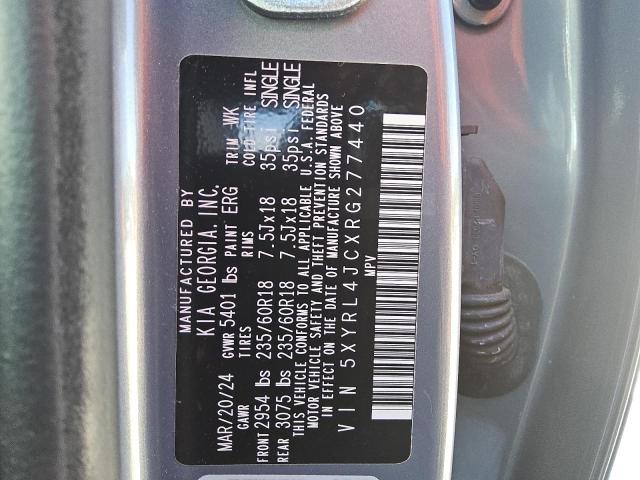 MANUFACTURED BY
KIA GEORGIA, INC.
MAR/20/24 GVWR 5401 lbs PAINT ERG TRIM WK
GAWR TIRES RIMS COLD TIRE INFL
FRONT 2954 lbs 235/60R18 7.5Jx18 35psi SINGLE
REAR 3075 lbs 235/60R18 7.5Jx18 35psi SINGLE
THIS VEHICLE CONFORMS TO ALL APPLICABLE U.S.A. FEDERAL
MOTOR VEHICLE SAFETY AND THEFT PREVENTION STANDARDS
IN EFFECT ON THE DATE OF MANUFACTURE SHOWN ABOVE
VIN 5XYRL4JCXRG277440
MPV